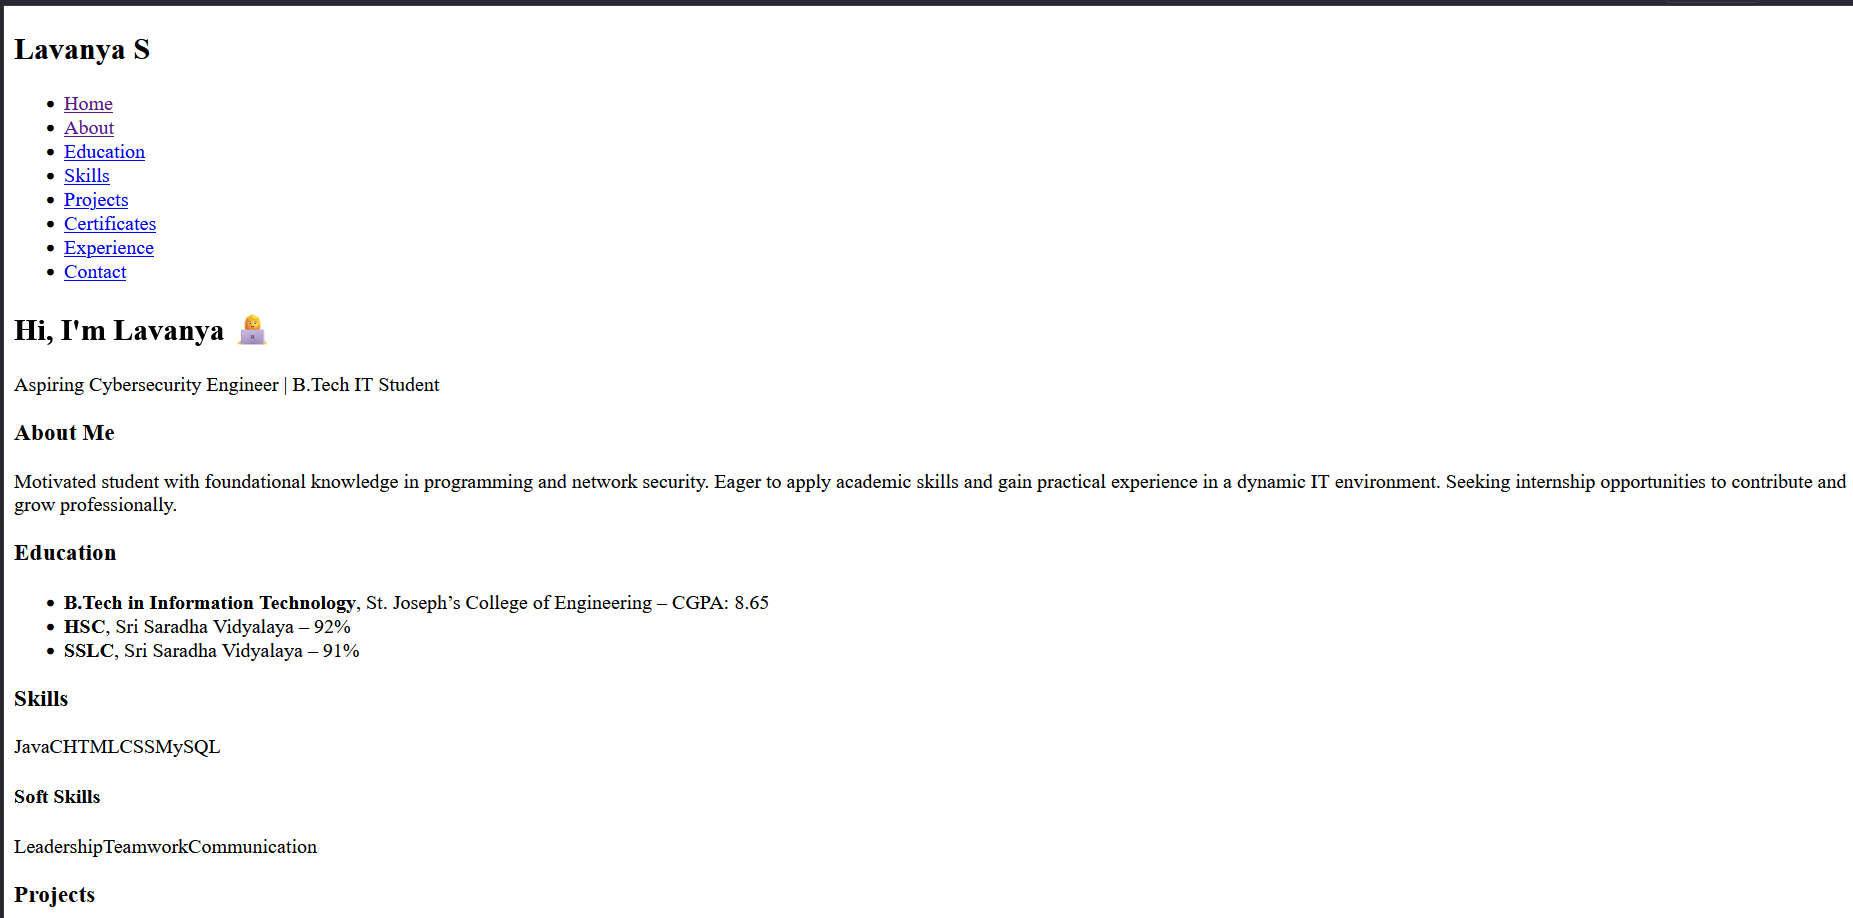 Lavanya S
Home
About
Education
Skills
Projects
Certificates
Experience
Contact
Hi, I'm Lavanya
Aspiring Cybersecurity Engineer | B.Tech IT Student
About Me
Motivated student with foundational knowledge in programming and network security. Eager to apply academic skills and gain practical experience in a dynamic IT environment. Seeking internship opportunities to contribute and
grow professionally.
Education
B.Tech in Information Technology, St. Joseph’s College of Engineering – CGPA: 8.65
HSC, Sri Saradha Vidyalaya – 92%
SSLC, Sri Saradha Vidyalaya – 91%
Skills
JavaCHTMLCSSMySQL
Soft Skills
LeadershipTeamworkCommunication
Projects